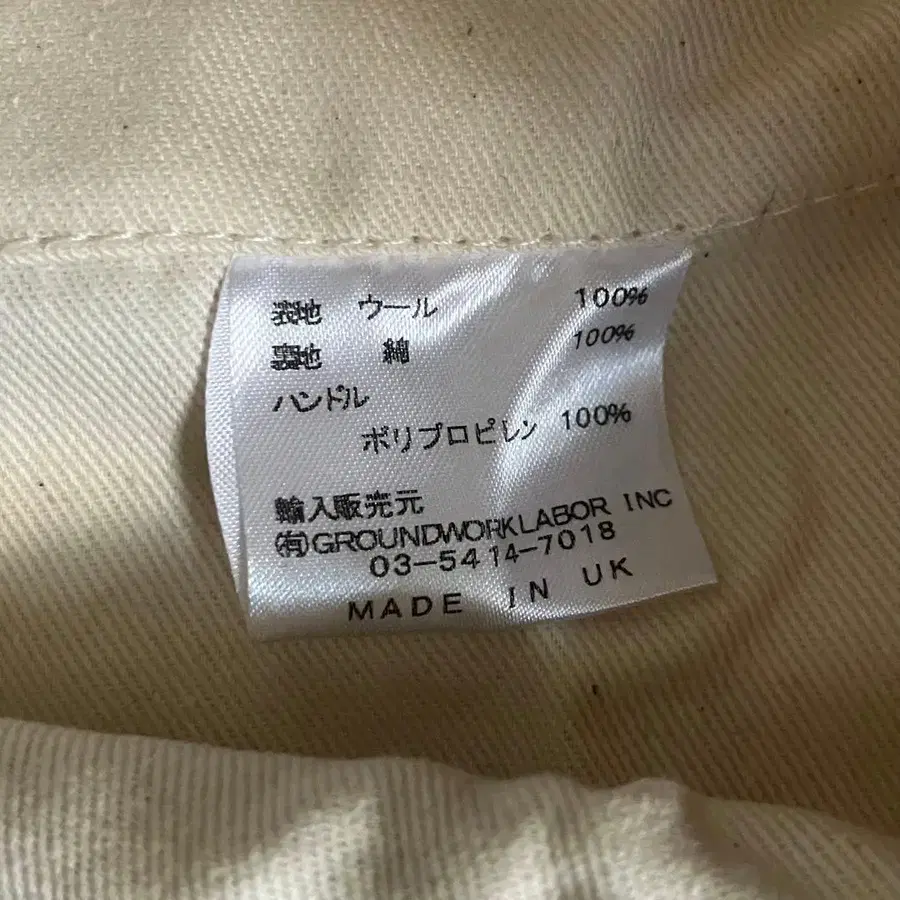 表地 ウール 100%
裏地 綿 100%
ハンドル
ポリプロピレン 100%
輸入販売元
㈲GROUNDWORKLABOR INC
03-5414-7018
MADE IN UK